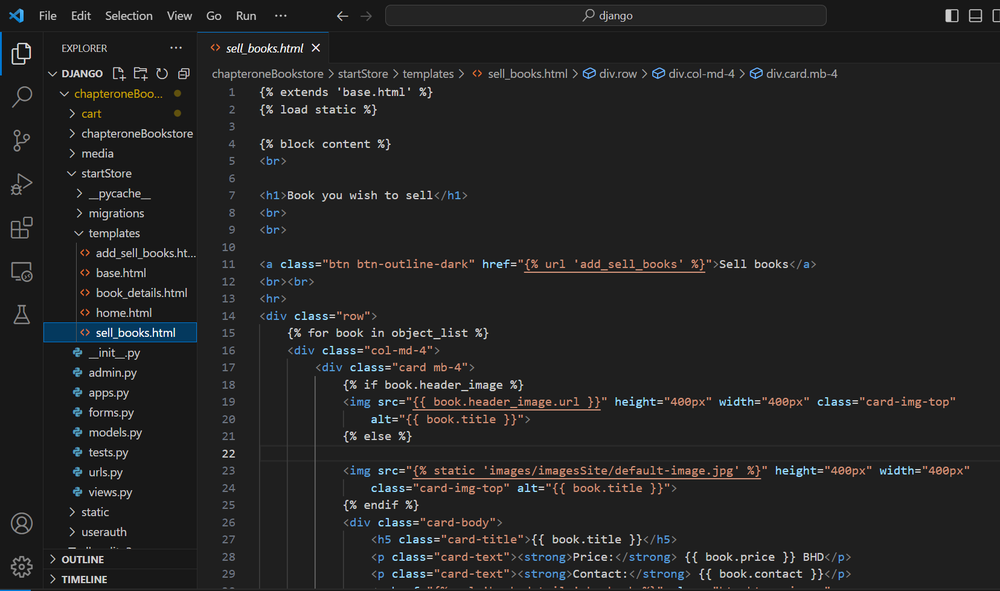 File Edit Selection View Go Run ··· django
EXPLORER ···
DJANGO
chapteroneBoo...
cart
chapteroneBookstore
media
startStore
__pycache__
migrations
templates
add_sell_books.ht...
base.html
book_details.html
home.html
sell_books.html
__init__.py
admin.py
apps.py
forms.py
models.py
tests.py
urls.py
views.py
static
userauth
OUTLINE
TIMELINE
sell_books.html
chapteroneBookstore > startStore > templates > sell_books.html > div.row > div.col-md-4 > div.card.mb-4
1 {% extends 'base.html' %}
2 {% load static %}
3
4 {% block content %}
5 <br>
6
7 <h1>Book you wish to sell</h1>
8 <br>
9 <br>
10
11 <a class="btn btn-outline-dark" href="{% url 'add_sell_books' %}">Sell books</a>
12 <br><br>
13 <hr>
14 <div class="row">
15 {% for book in object_list %}
16 <div class="col-md-4">
17 <div class="card mb-4">
18 {% if book.header_image %}
19 <img src="{{ book.header_image.url }}" height="400px" width="400px" class="card-img-top"
20 alt="{{ book.title }}">
21 {% else %}
22
23 <img src="{% static 'images/imagesSite/default-image.jpg' %}" height="400px" width="400px"
24 class="card-img-top" alt="{{ book.title }}">
25 {% endif %}
26 <div class="card-body">
27 <h5 class="card-title">{{ book.title }}</h5>
28 <p class="card-text"><strong>Price:</strong> {{ book.price }} BHD</p>
29 <p class="card-text"><strong>Contact:</strong> {{ book.contact }}</p>